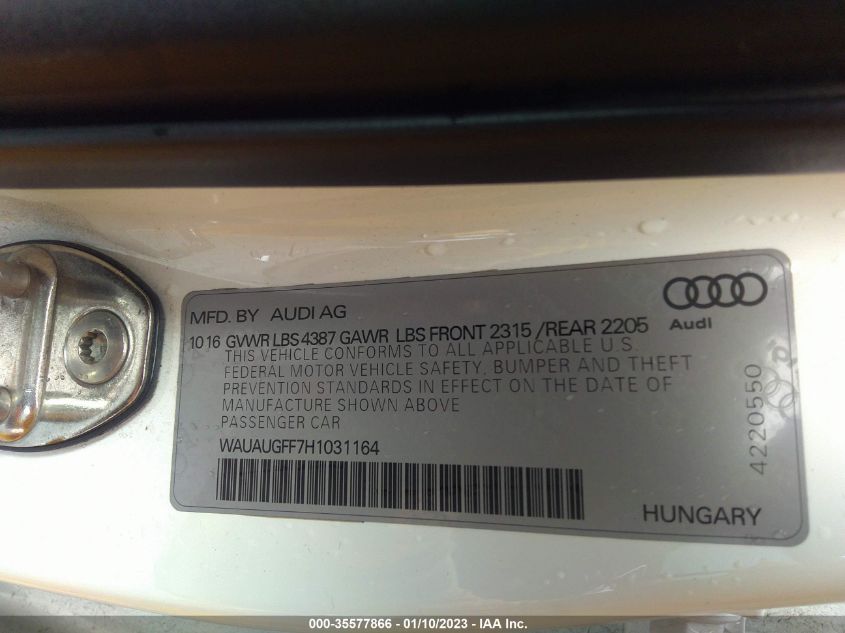 MFD. BY AUDI AG
Audi
10 16 GVWR LBS 4387 GAWR LBS FRONT 2315 /REAR 2205
THIS VEHICLE CONFORMS TO ALL APPLICABLE U.S.
FEDERAL MOTOR VEHICLE SAFETY, BUMPER AND THEFT
PREVENTION STANDARDS IN EFFECT ON THE DATE OF
MANUFACTURE SHOWN ABOVE
PASSENGER CAR
4220550
WAUAUGFF7H1031164
HUNGARY
000-35577866 - 01/10/2023 - IAA Inc.